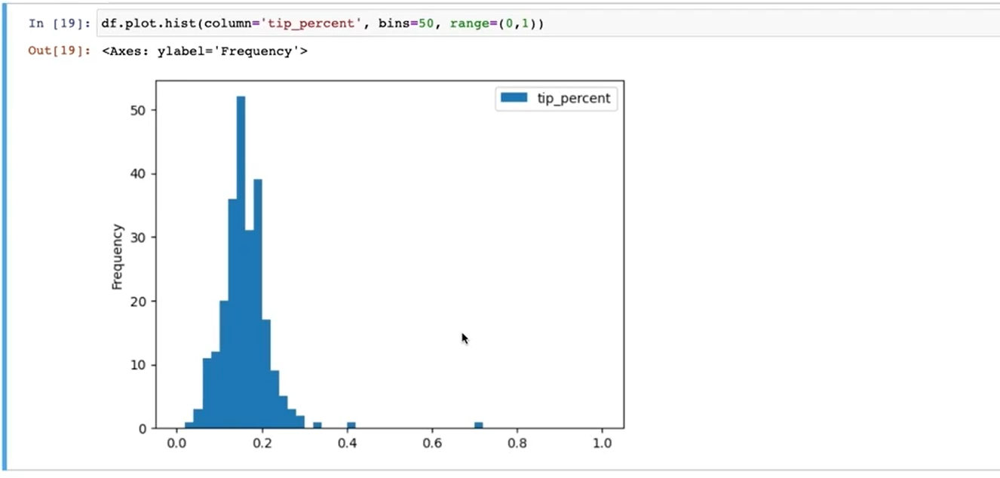 In [19]: df.plot.hist(column='tip_percent', bins=50, range=(0,1))
Out[19]: <Axes: ylabel='Frequency'>
tip_percent
50
40
30
20
10
0
Frequency
0.0 0.2 0.4 0.6 0.8 1.0